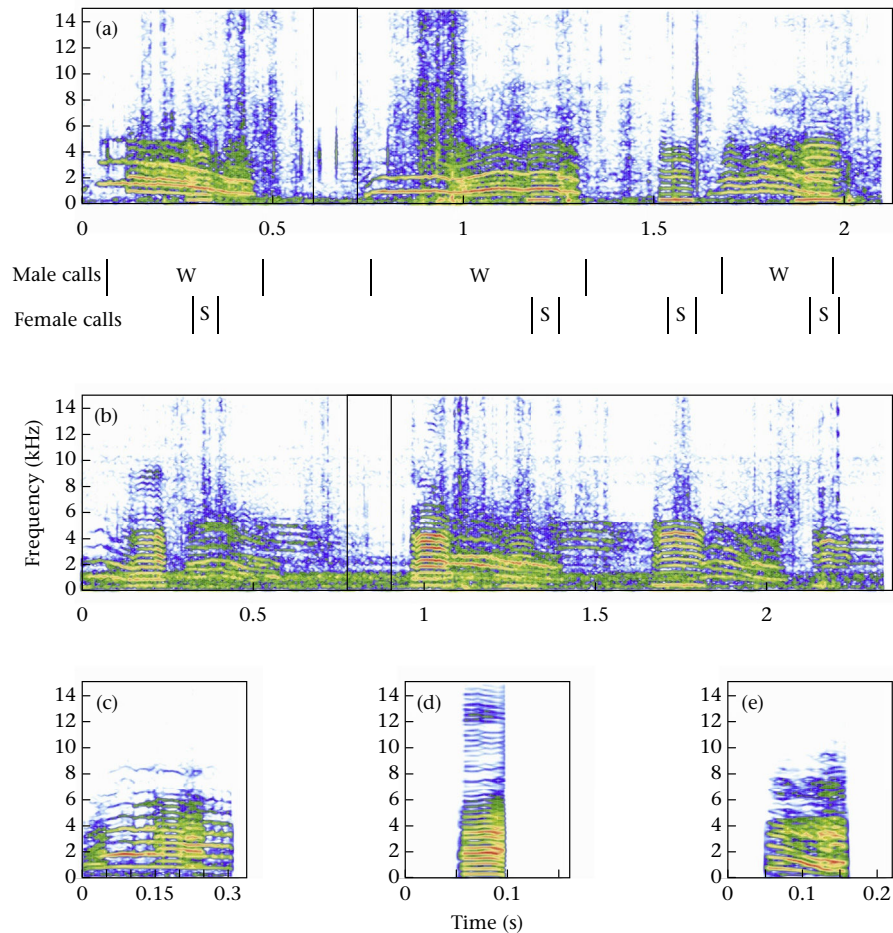 (a)
14
12
10
8
6
4
2
0
0 0.5 1 1.5 2
Male calls W W W
Female calls S S S S
(b)
14
12
10
8
6
4
2
0
Frequency (kHz)
0 0.5 1 1.5 2
(c) (d) (e)
14 14 14
12 12 12
10 10 10
8 8 8
6 6 6
4 4 4
2 2 2
0 0 0
0 0.15 0.3 0 0.1 0 0.1 0.2
Time (s)